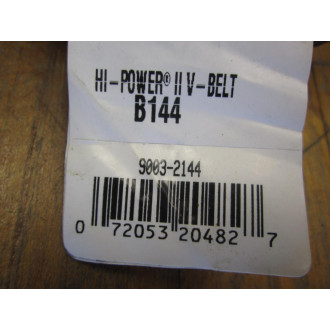 HI-POWER® II V-BELT
B144
9003-2144
0 72053 20482 7